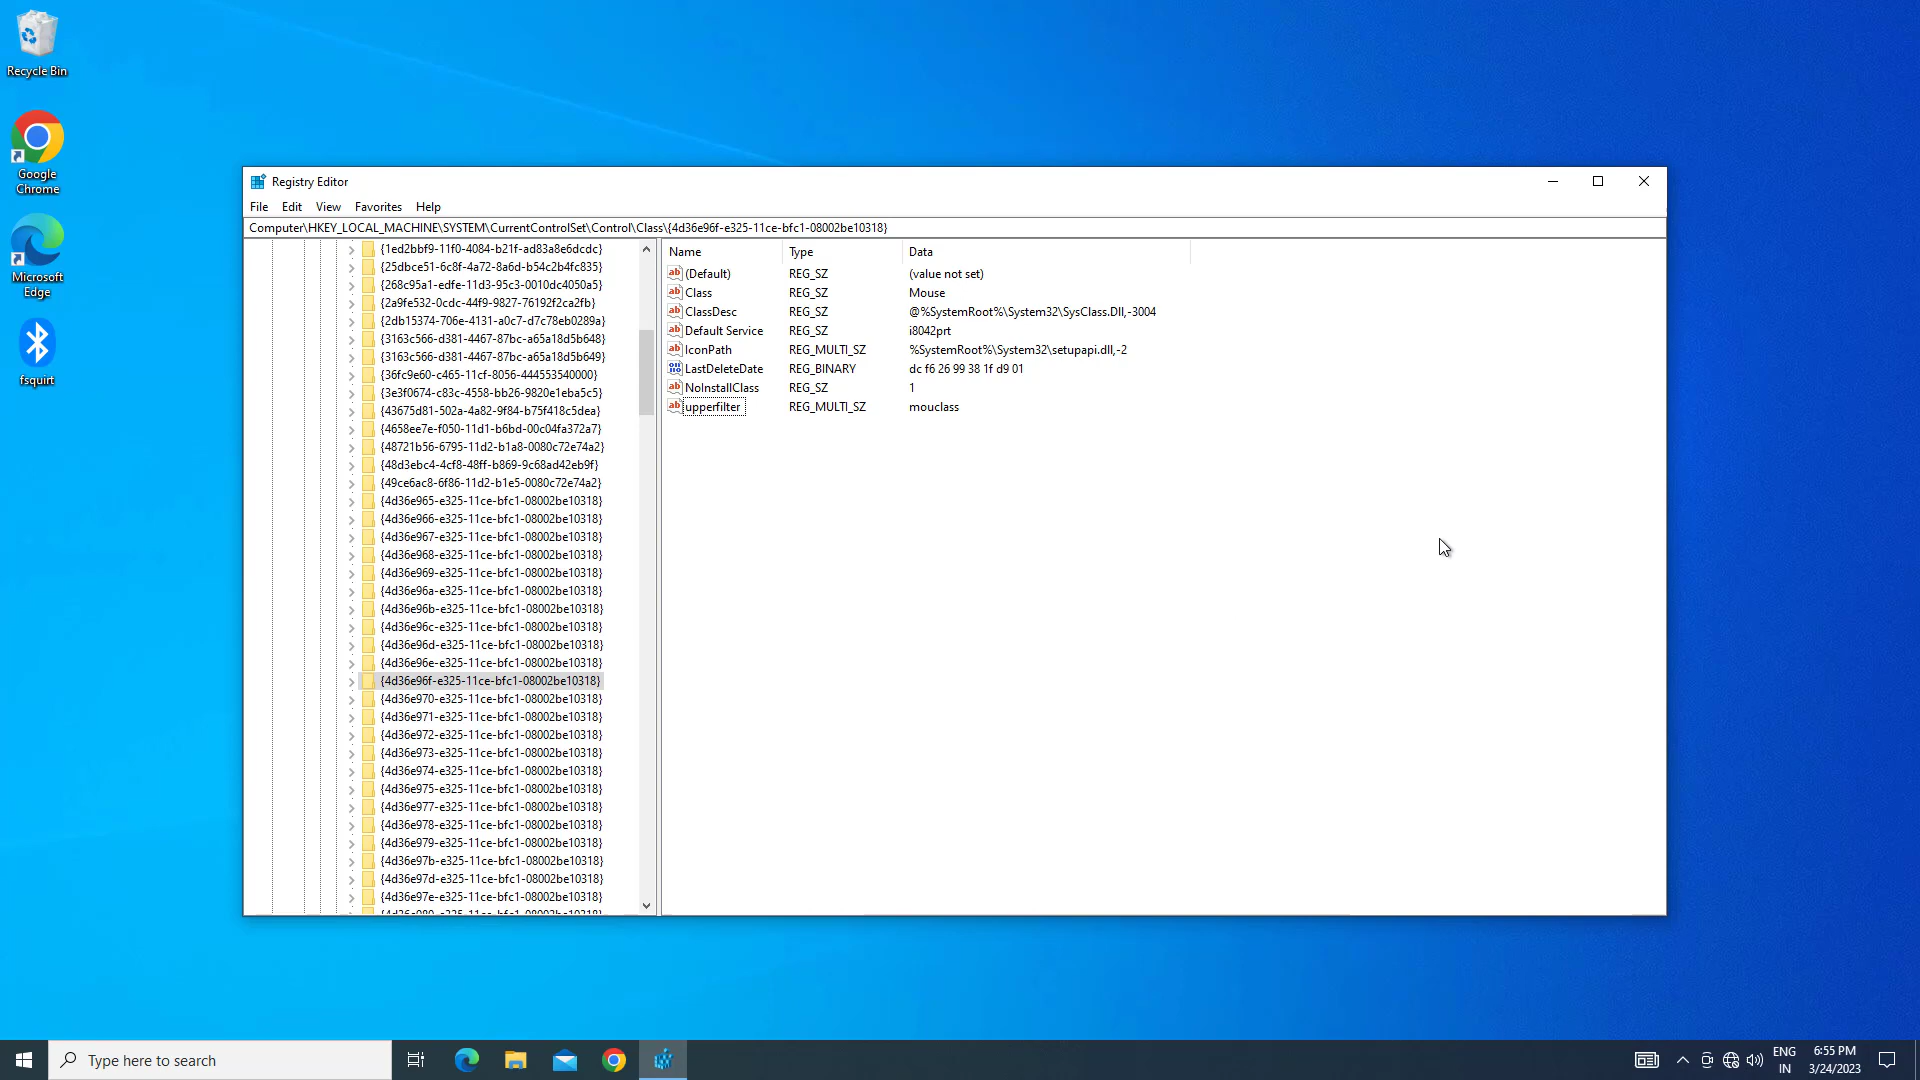 Recycle Bin
Google
Chrome
Microsoft
Edge
fsquirt
Registry Editor
File Edit View Favorites Help
Computer\HKEY_LOCAL_MACHINE\SYSTEM\CurrentControlSet\Control\Class\{4d36e96f-e325-11ce-bfc1-08002be10318}
{1ed2bbf9-11f0-4084-b21f-ad83a8e6dcdc}
{25dbce51-6c8f-4a72-8a6d-b54c2b4fc835}
{268c95a1-edfe-11d3-95c3-0010dc4050a5}
{2a9fe532-0cdc-44f9-9827-76192f2ca2fb}
{2db15374-706e-4131-a0c7-d7c78eb0289a}
{3163c566-d381-4467-87bc-a65a18d5b648}
{3163c566-d381-4467-87bc-a65a18d5b649}
{36fc9e60-c465-11cf-8056-444553540000}
{3e3f0674-c83c-4558-bb26-9820e1eba5c5}
{43675d81-502a-4a82-9f84-b75f418c5dea}
{4658ee7e-f050-11d1-b6bd-00c04fa372a7}
{48721b56-6795-11d2-b1a8-0080c72e74a2}
{48d3ebc4-4cf8-48ff-b869-9c68ad42eb9f}
{49ce6ac8-6f86-11d2-b1e5-0080c72e74a2}
{4d36e965-e325-11ce-bfc1-08002be10318}
{4d36e966-e325-11ce-bfc1-08002be10318}
{4d36e967-e325-11ce-bfc1-08002be10318}
{4d36e968-e325-11ce-bfc1-08002be10318}
{4d36e969-e325-11ce-bfc1-08002be10318}
{4d36e96a-e325-11ce-bfc1-08002be10318}
{4d36e96b-e325-11ce-bfc1-08002be10318}
{4d36e96c-e325-11ce-bfc1-08002be10318}
{4d36e96d-e325-11ce-bfc1-08002be10318}
{4d36e96e-e325-11ce-bfc1-08002be10318}
{4d36e96f-e325-11ce-bfc1-08002be10318}
{4d36e970-e325-11ce-bfc1-08002be10318}
{4d36e971-e325-11ce-bfc1-08002be10318}
{4d36e972-e325-11ce-bfc1-08002be10318}
{4d36e973-e325-11ce-bfc1-08002be10318}
{4d36e974-e325-11ce-bfc1-08002be10318}
{4d36e975-e325-11ce-bfc1-08002be10318}
{4d36e977-e325-11ce-bfc1-08002be10318}
{4d36e978-e325-11ce-bfc1-08002be10318}
{4d36e979-e325-11ce-bfc1-08002be10318}
{4d36e97b-e325-11ce-bfc1-08002be10318}
{4d36e97d-e325-11ce-bfc1-08002be10318}
{4d36e97e-e325-11ce-bfc1-08002be10318}
Name Type Data
(Default) REG_SZ (value not set)
Class REG_SZ Mouse
ClassDesc REG_SZ @%SystemRoot%\System32\SysClass.Dll,-3004
Default Service REG_SZ i8042prt
IconPath REG_MULTI_SZ %SystemRoot%\System32\setupapi.dll,-2
LastDeleteDate REG_BINARY dc f6 26 99 38 1f d9 01
NoInstallClass REG_SZ 1
upperfilter REG_MULTI_SZ mouclass
Type here to search
ENG
IN
6:55 PM
3/24/2023